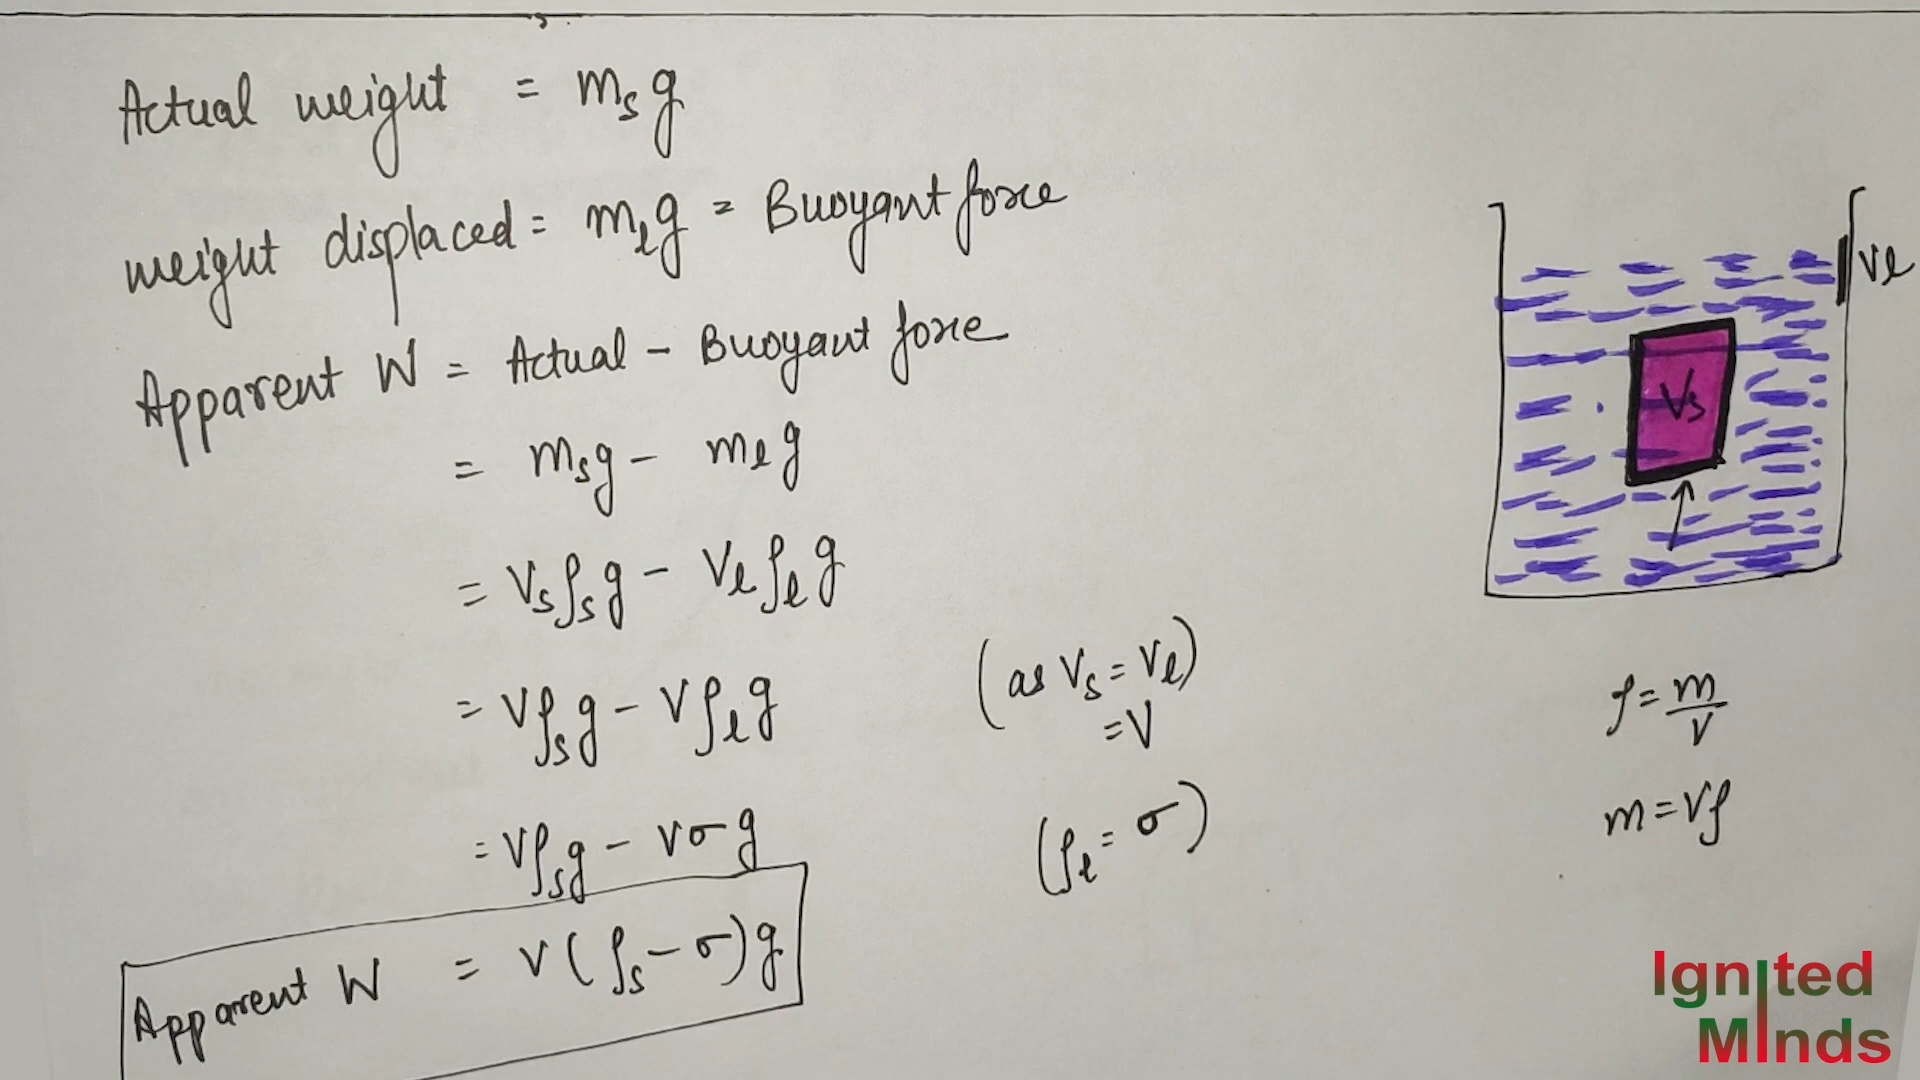 Actual weight = mₛg
weight displaced = mₗg = Buoyant force
Apparent W = Actual - Buoyant force
= mₛg - mₗg
= Vₛρₛg - Vₗρₗg
= Vρₛg - Vρₗg (as Vₛ = Vₗ)
= V
= Vρₛg - Vσg (ρₗ = σ)
Apparent W = V(ρₛ - σ)g
Vₗ
Vₛ
ρ = m/V
m = Vρ
Ignited
Minds